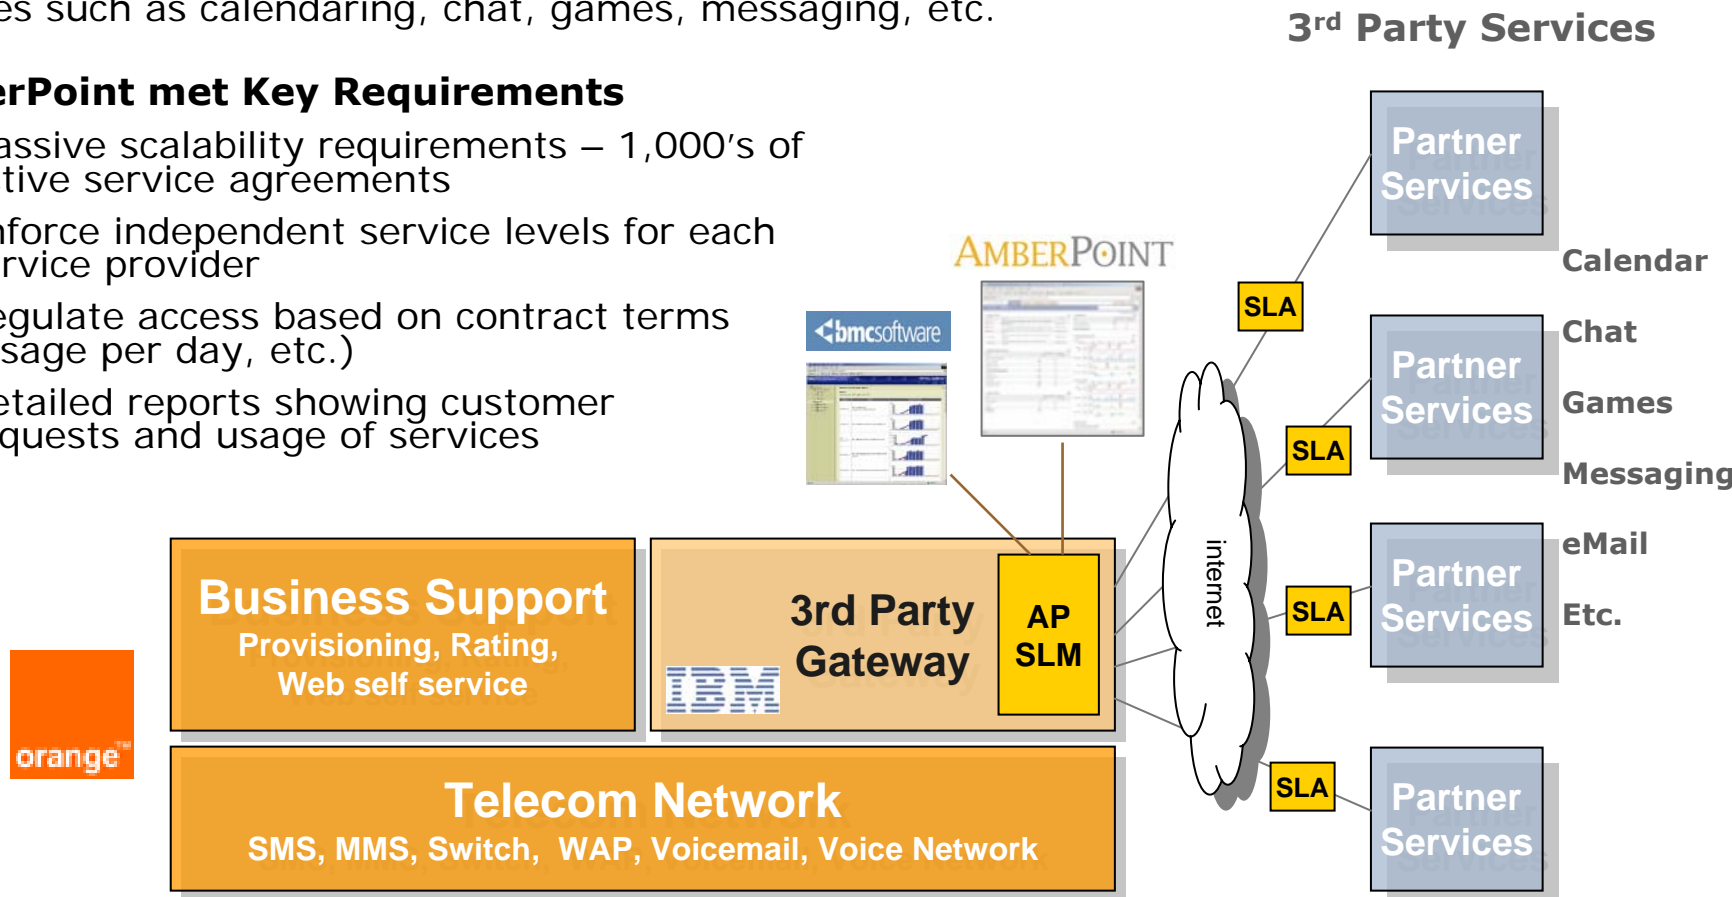 es such as calendaring, chat, games, messaging, etc.
erPoint met Key Requirements
assive scalability requirements – 1,000's of
ctive service agreements
nforce independent service levels for each
ervice provider
egulate access based on contract terms
sage per day, etc.)
etailed reports showing customer
equests and usage of services
3rd Party Services
AMBERPOINT
bmcsoftware
Partner
Services
Partner
Services
Partner
Services
Partner
Services
Calendar
Chat
Games
Messaging
eMail
Etc.
SLA
SLA
SLA
SLA
internet
Business Support
Provisioning, Rating,
Web self service
3rd Party
Gateway
IBM
AP
SLM
orange™
Telecom Network
SMS, MMS, Switch, WAP, Voicemail, Voice Network